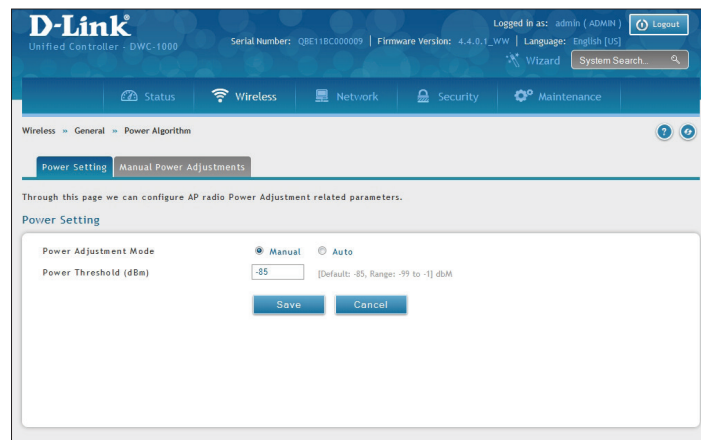 D-Link
Unified Controller - DWC-1000
Logged in as: admin ( ADMIN ) Logout
Serial Number: QBE11BC000009 | Firmware Version: 4.4.0.1_WW | Language: English [US]
Wizard System Search...
Status Wireless Network Security Maintenance
Wireless » General » Power Algorithm
Power Setting Manual Power Adjustments
Through this page we can configure AP radio Power Adjustment related parameters.
Power Setting
Power Adjustment Mode Manual Auto
Power Threshold (dBm) -85 [Default: -85, Range: -99 to -1] dbM
Save Cancel